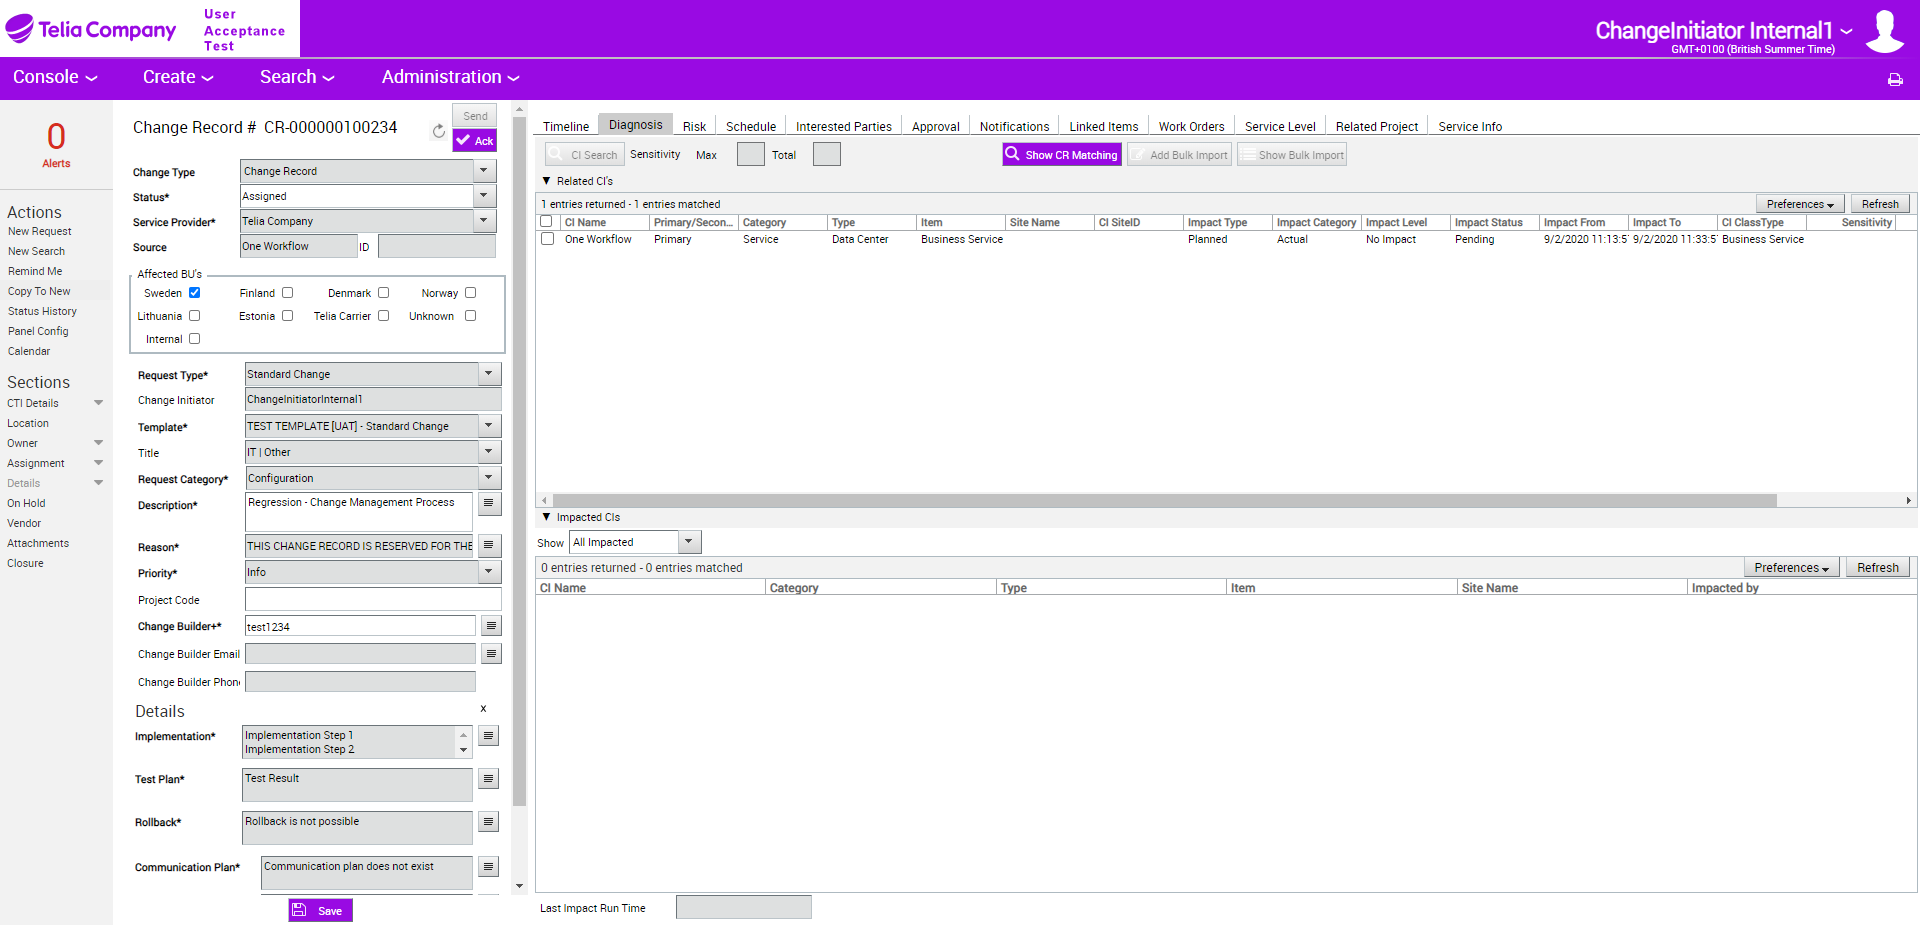 Telia Company
User
Acceptance
Test
ChangeInitiator Internal1
GMT+0100 (British Summer Time)
Console
Create
Search
Administration
0
Alerts
Actions
New Request
New Search
Remind Me
Copy To New
Status History
Panel Config
Calendar
Sections
CTI Details
Location
Owner
Assignment
Details
On Hold
Vendor
Attachments
Closure
Change Record # CR-000000100234
Send
Ack
Change Type Change Record
Status* Assigned
Service Provider* Telia Company
Source One Workflow ID
Affected BU's
Sweden Finland Denmark Norway
Lithuania Estonia Telia Carrier Unknown
Internal
Request Type* Standard Change
Change Initiator ChangeInitiatorInternal1
Template* TEST TEMPLATE [UAT] - Standard Change
Title IT | Other
Request Category* Configuration
Description* Regression - Change Management Process
Reason* THIS CHANGE RECORD IS RESERVED FOR THE
Priority* Info
Project Code
Change Builder+* test1234
Change Builder Email
Change Builder Phon
Details x
Implementation* Implementation Step 1
Implementation Step 2
Test Plan* Test Result
Rollback* Rollback is not possible
Communication Plan* Communication plan does not exist
Save
Timeline Diagnosis Risk Schedule Interested Parties Approval Notifications Linked Items Work Orders Service Level Related Project Service Info
CI Search Sensitivity Max Total Show CR Matching Add Bulk Import Show Bulk Import
Related CI's
1 entries returned - 1 entries matched Preferences Refresh
CI Name Primary/Secon... Category Type Item Site Name CI SiteID Impact Type Impact Category Impact Level Impact Status Impact From Impact To CI ClassType Sensitivity
One Workflow Primary Service Data Center Business Service Planned Actual No Impact Pending 9/2/2020 11:13:5 9/2/2020 11:33:5 Business Service
Impacted CIs
Show All Impacted
0 entries returned - 0 entries matched Preferences Refresh
CI Name Category Type Item Site Name Impacted by
Last Impact Run Time